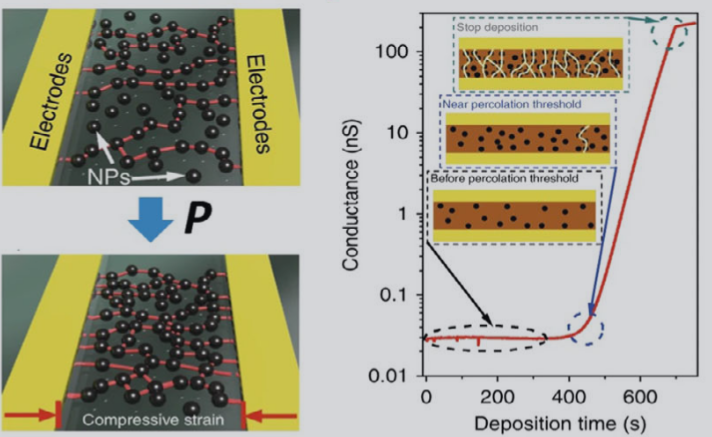 Electrodes
Electrodes
NPs
P
Compressive strain
Conductance (nS)
100
10
1
0.1
0.01
Stop deposition
Near percolation threshold
Before percolation threshold
0 200 400 600
Deposition time (s)